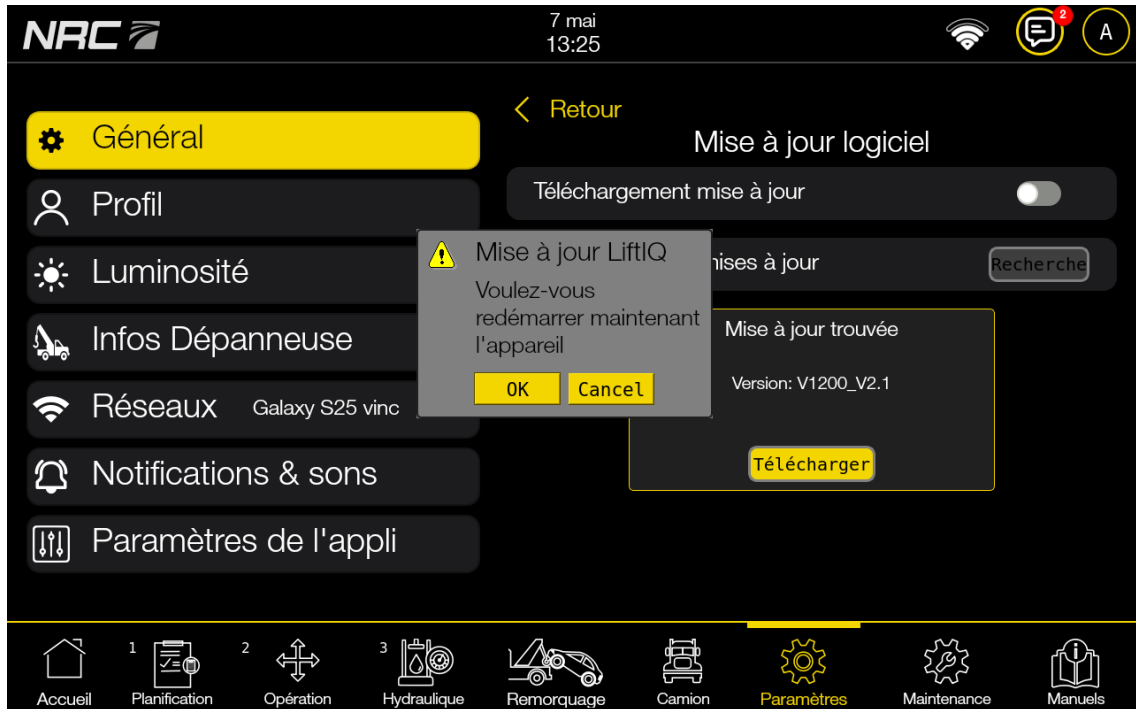 NRC
7 mai
13:25
2
A
Général
Profil
Luminosité
Infos Dépanneuse
Réseaux Galaxy S25 vinc
Notifications & sons
Paramètres de l'appli
Retour
Mise à jour logiciel
Téléchargement mise à jour
mises à jour
Recherche
Mise à jour LiftIQ
Voulez-vous
redémarrer maintenant
l'appareil
OK Cancel
Mise à jour trouvée
Version: V1200_V2.1
Télécharger
Accueil
1 Planification
2 Opération
3 Hydraulique
Remorquage
Camion
Paramètres
Maintenance
Manuels